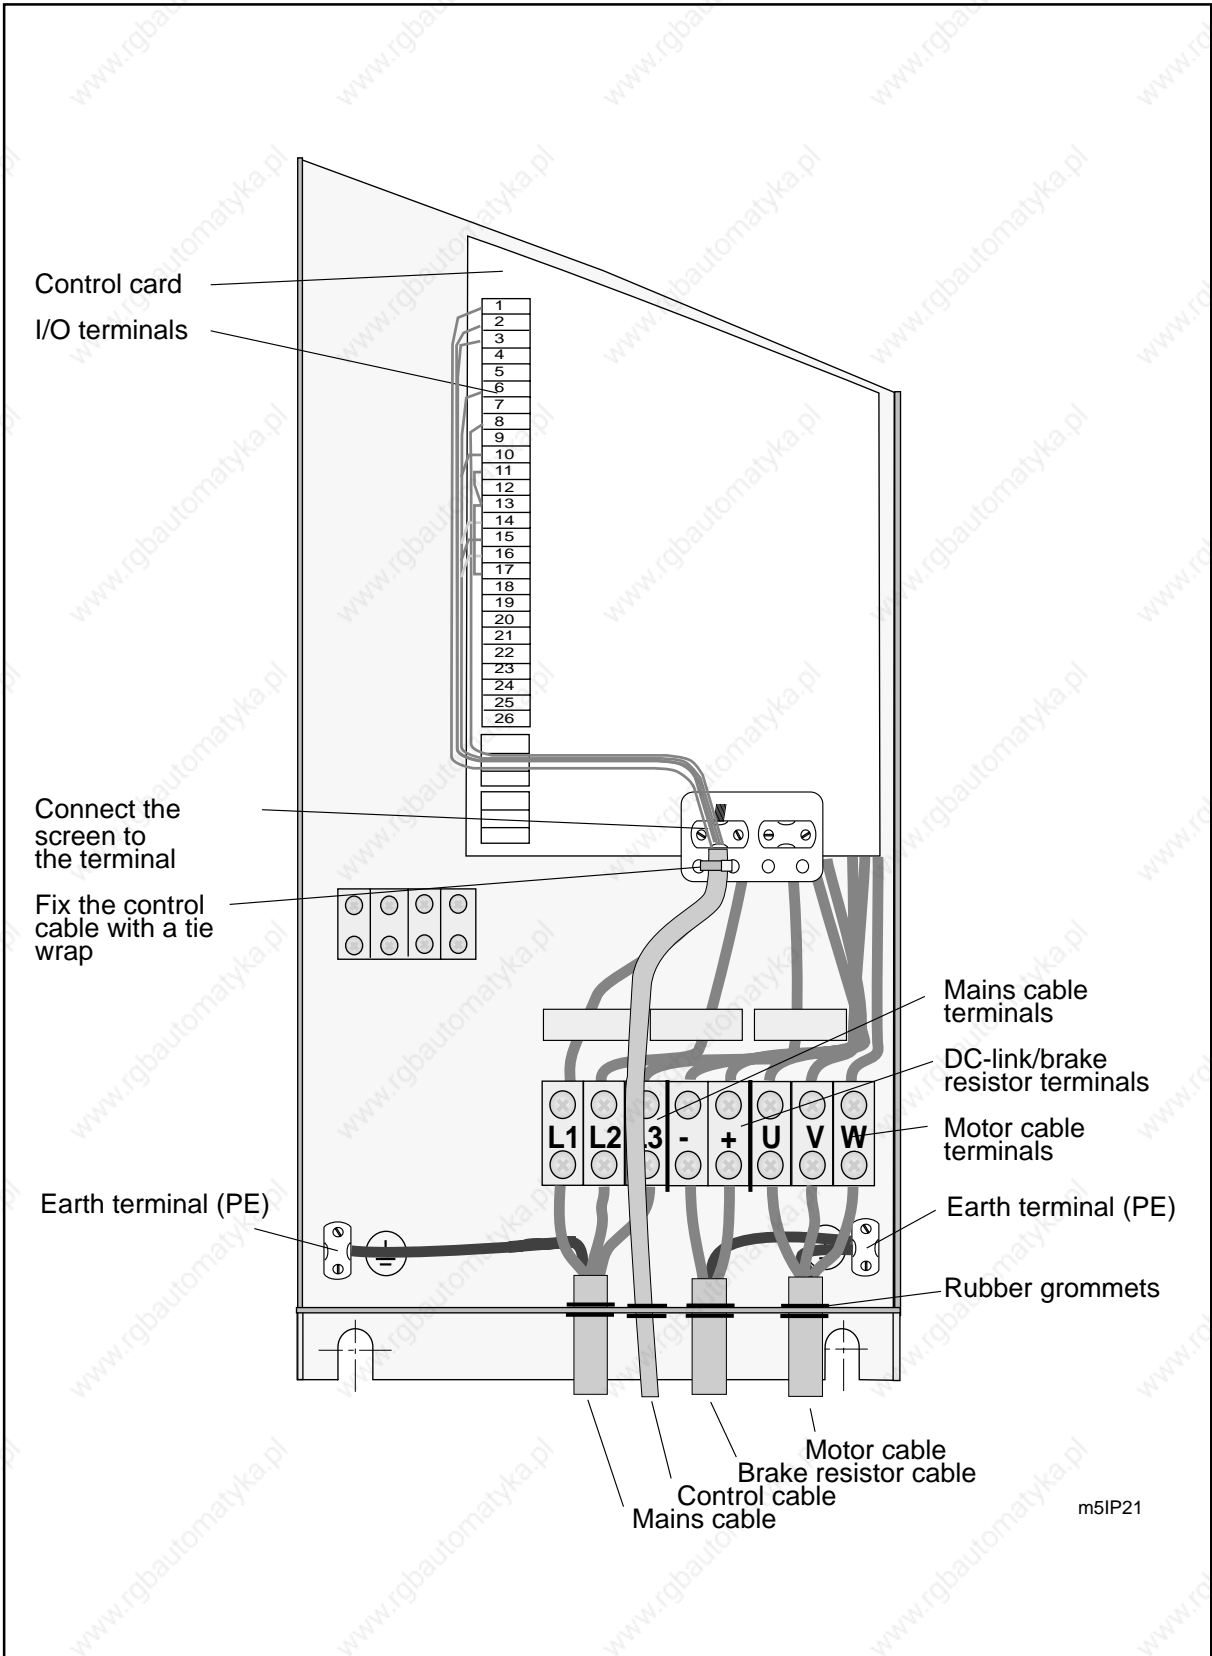 Control card
I/O terminals
1
2
3
4
5
6
7
8
9
10
11
12
13
14
15
16
17
18
19
20
21
22
23
24
25
26
Connect the
screen to
the terminal
Fix the control
cable with a tie
wrap
Mains cable
terminals
DC-link/brake
resistor terminals
Motor cable
terminals
L1 L2 L3 - + U V W
Earth terminal (PE)
Earth terminal (PE)
Rubber grommets
Motor cable
Brake resistor cable
Control cable
Mains cable
m5IP21
www.rgbautomatyka.pl